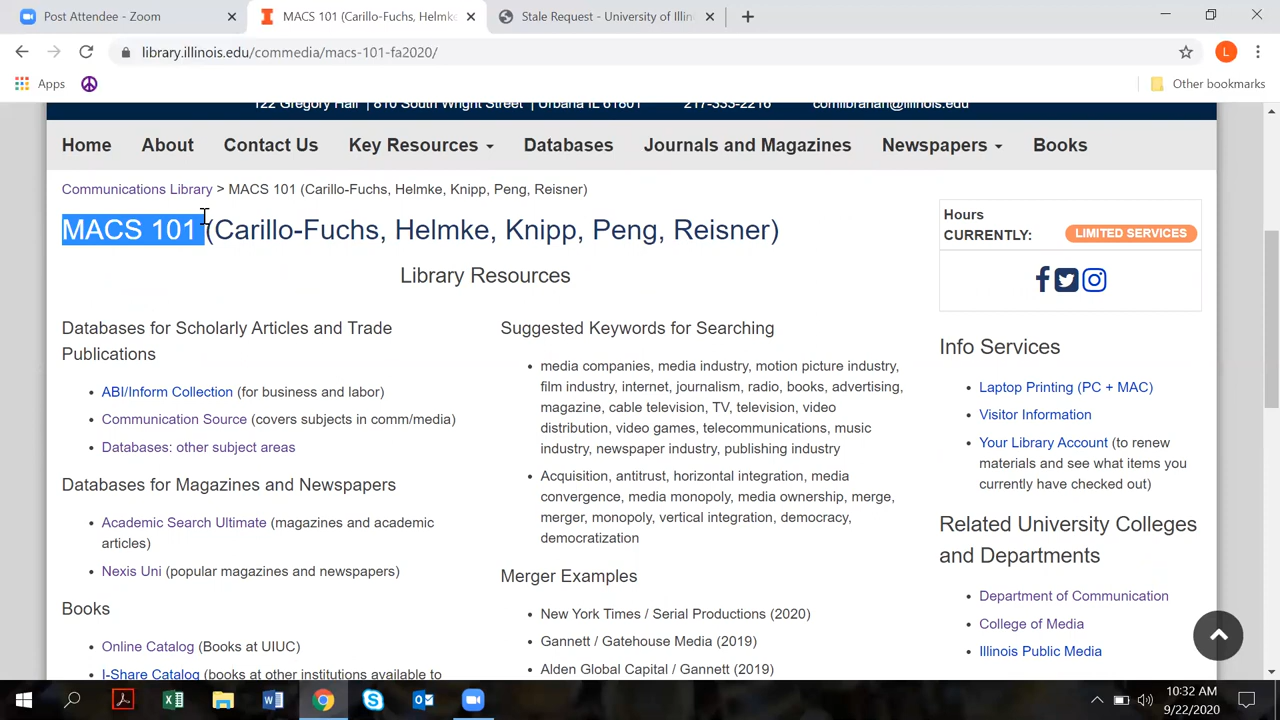 Post Attendee - Zoom
MACS 101 (Carillo-Fuchs, Helmke
Stale Request - University of Illin
library.illinois.edu/commedia/macs-101-fa2020/
L
Apps
Other bookmarks
122 Gregory Hall | 810 South Wright Street | Urbana IL 61801 217-333-2216 comlibrarian@illinois.edu
Home About Contact Us Key Resources Databases Journals and Magazines Newspapers Books
Communications Library > MACS 101 (Carillo-Fuchs, Helmke, Knipp, Peng, Reisner)
MACS 101 (Carillo-Fuchs, Helmke, Knipp, Peng, Reisner)
Library Resources
Databases for Scholarly Articles and Trade
Publications
ABI/Inform Collection (for business and labor)
Communication Source (covers subjects in comm/media)
Databases: other subject areas
Databases for Magazines and Newspapers
Academic Search Ultimate (magazines and academic
articles)
Nexis Uni (popular magazines and newspapers)
Books
Online Catalog (Books at UIUC)
I-Share Catalog (books at other institutions available to
Suggested Keywords for Searching
media companies, media industry, motion picture industry,
film industry, internet, journalism, radio, books, advertising,
magazine, cable television, TV, television, video
distribution, video games, telecommunications, music
industry, newspaper industry, publishing industry
Acquisition, antitrust, horizontal integration, media
convergence, media monopoly, media ownership, merge,
merger, monopoly, vertical integration, democracy,
democratization
Merger Examples
New York Times / Serial Productions (2020)
Gannett / Gatehouse Media (2019)
Alden Global Capital / Gannett (2019)
Hours
CURRENTLY: LIMITED SERVICES
Info Services
Laptop Printing (PC + MAC)
Visitor Information
Your Library Account (to renew
materials and see what items you
currently have checked out)
Related University Colleges
and Departments
Department of Communication
College of Media
Illinois Public Media
10:32 AM
9/22/2020